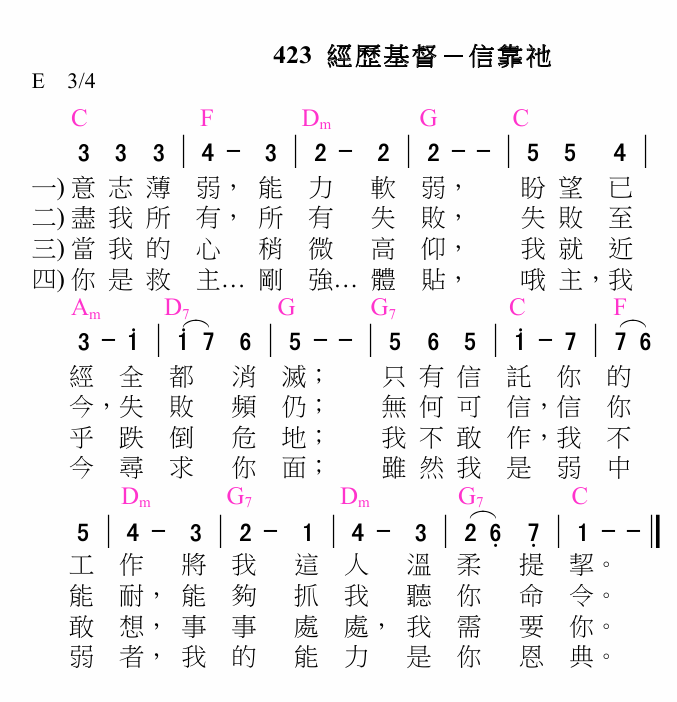 423 經歷基督－信靠祂
E 3/4
C F Dm G C
3 3 3 | 4 - 3 | 2 - 2 | 2 - - | 5 5 4 |
一) 意志薄弱，能力軟弱，盼望已
二) 盡我所有，所有失敗，失敗至
三) 當我的心稍微高仰，我就近
四) 你是救主…剛強…體貼，哦主，我
Am D7 G G7 C F
3 - i | i 7 6 | 5 - - | 5 6 5 | i - 7 | 7 6
經全都消滅；只有信託你的
今，失敗頻仍；無何可信，信你
乎跌倒危地；我不敢作，我不
今尋求你面；雖然我是弱中
Dm G7 Dm G7 C
5 | 4 - 3 | 2 - 1 | 4 - 3 | 2 6 7 | 1 - - ‖
工作將我這人溫柔提挈。
能耐，能夠抓我聽你命令。
敢想，事事處處，我需要你。
弱者，我的能力是你恩典。